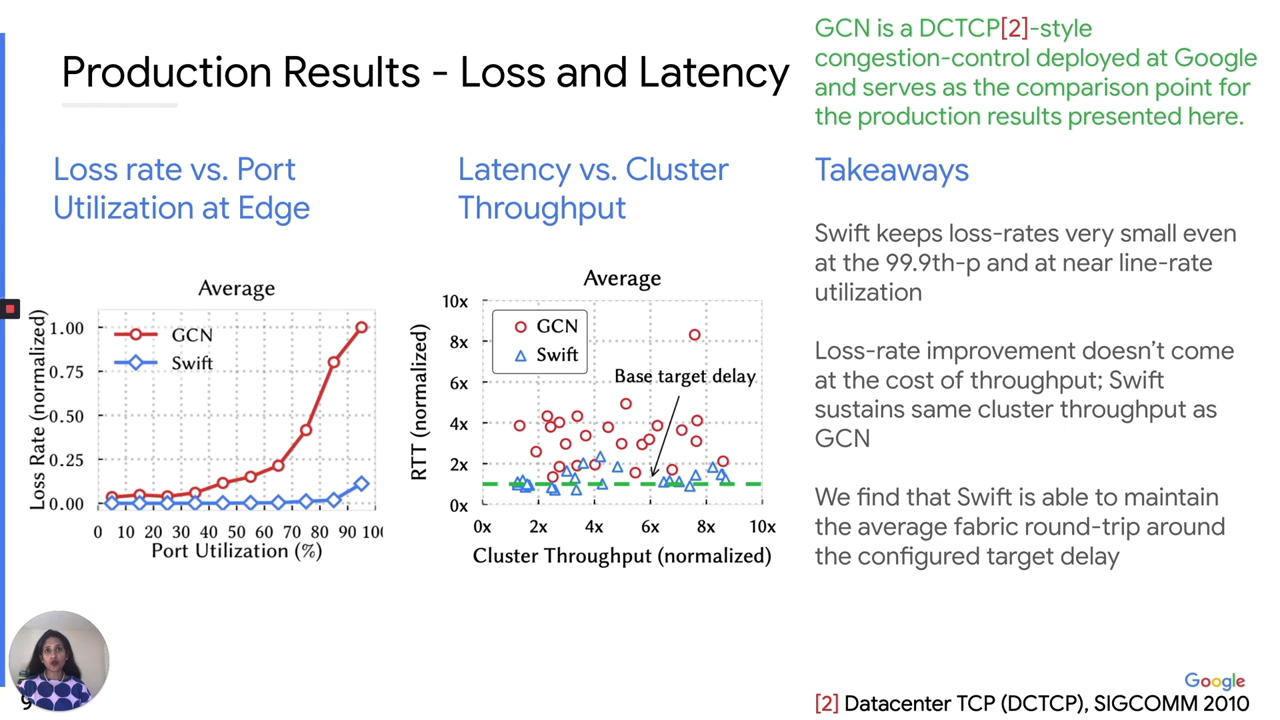 GCN is a DCTCP[2]-style
congestion-control deployed at Google
and serves as the comparison point for
the production results presented here.
Production Results - Loss and Latency
Loss rate vs. Port
Utilization at Edge
Average
Loss Rate (normalized)
1.00
0.75
0.50
0.25
0.00
GCN
Swift
0 10 20 30 40 50 60 70 80 90 100
Port Utilization (%)
Latency vs. Cluster
Throughput
Average
RTT (normalized)
10x
8x
6x
4x
2x
0x
GCN
Swift
Base target delay
0x 2x 4x 6x 8x 10x
Cluster Throughput (normalized)
Takeaways
Swift keeps loss-rates very small even
at the 99.9th-p and at near line-rate
utilization
Loss-rate improvement doesn't come
at the cost of throughput; Swift
sustains same cluster throughput as
GCN
We find that Swift is able to maintain
the average fabric round-trip around
the configured target delay
9
Google
[2] Datacenter TCP (DCTCP), SIGCOMM 2010